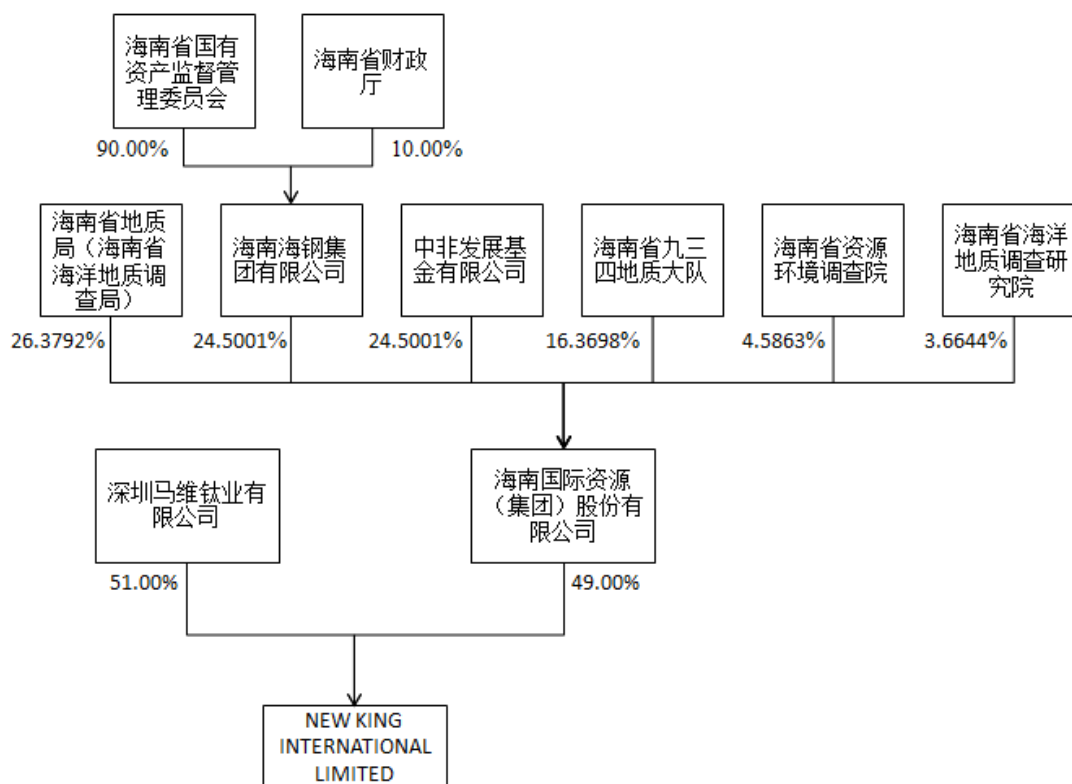 海南省国有
资产监督管
理委员会
海南省财政
厅
90.00%
10.00%
海南省地质
局（海南省
海洋地质调
查局）
海南海钢集
团有限公司
中非发展基
金有限公司
海南省九三
四地质大队
海南省资源
环境调查院
海南省海洋
地质调查研
究院
26.3792%
24.5001%
24.5001%
16.3698%
4.5863%
3.6644%
深圳马维钛业有
限公司
海南国际资源
（集团）股份有
限公司
51.00%
49.00%
NEW KING
INTERNATIONAL
LIMITED